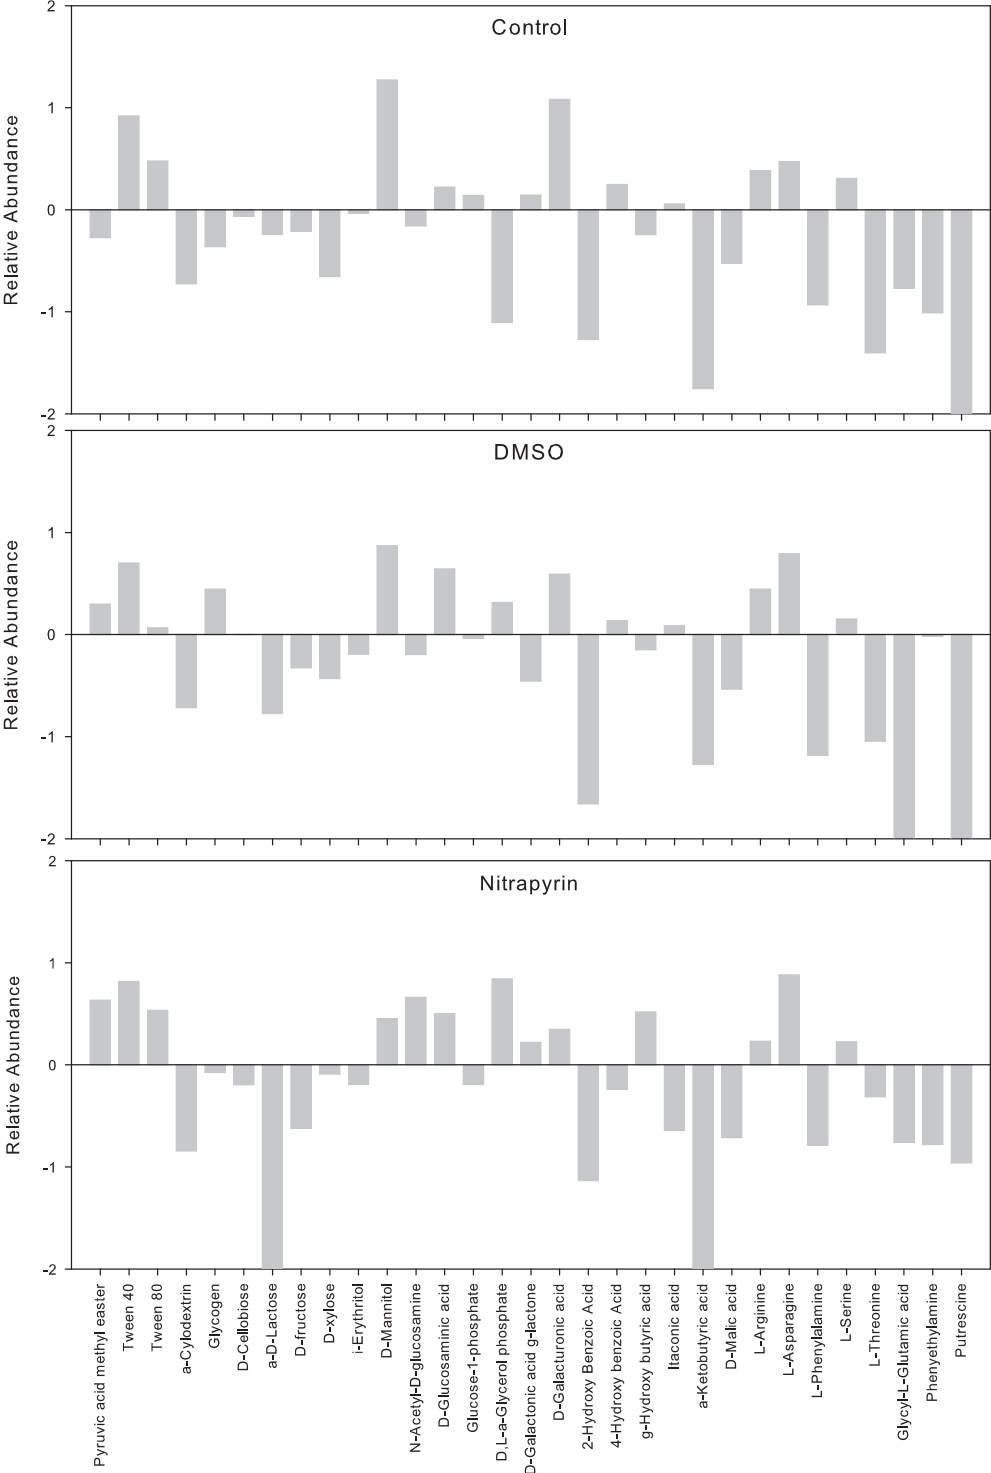 Control
Relative Abundance
2
1
0
-1
-2
DMSO
Relative Abundance
2
1
0
-1
-2
Nitrapyrin
Relative Abundance
2
1
0
-1
-2
Pyruvic acid methyl easter
Tween 40
Tween 80
a-Cylodextrin
Glycogen
D-Cellobiose
a-D-Lactose
D-fructose
D-xylose
i-Erythritol
D-Mannitol
N-Acetyl-D-glucosamine
D-Glucosaminic acid
Glucose-1-phosphate
D,L-a-Glycerol phosphate
D-Galactonic acid g-lactone
D-Galacturonic acid
2-Hydroxy Benzoic Acid
4-Hydroxy benzoic Acid
g-Hydroxy butyric acid
Itaconic acid
a-Ketobutyric acid
D-Malic acid
L-Arginine
L-Asparagine
L-Phenylalamine
L-Serine
L-Threonine
Glycyl-L-Glutamic acid
Phenyethylamine
Putrescine